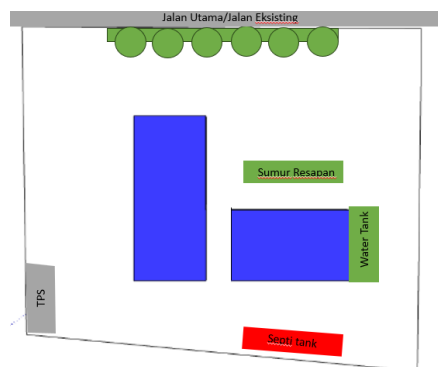 Jalan Utama/Jalan Eksisting
Sumur Resapan
Water Tank
TPS
Septi tank